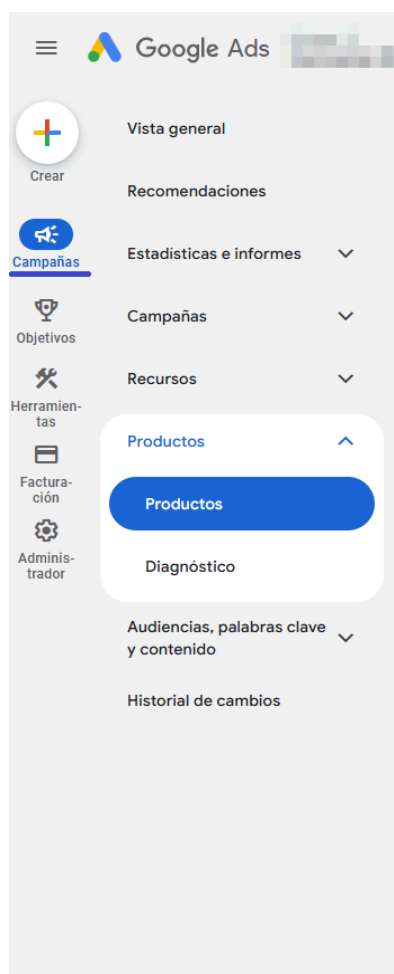 Google Ads
Crear
Campañas
Objetivos
Herramien-
tas
Factura-
ción
Adminis-
trador
Vista general
Recomendaciones
Estadísticas e informes
Campañas
Recursos
Productos
Productos
Diagnóstico
Audiencias, palabras clave
y contenido
Historial de cambios